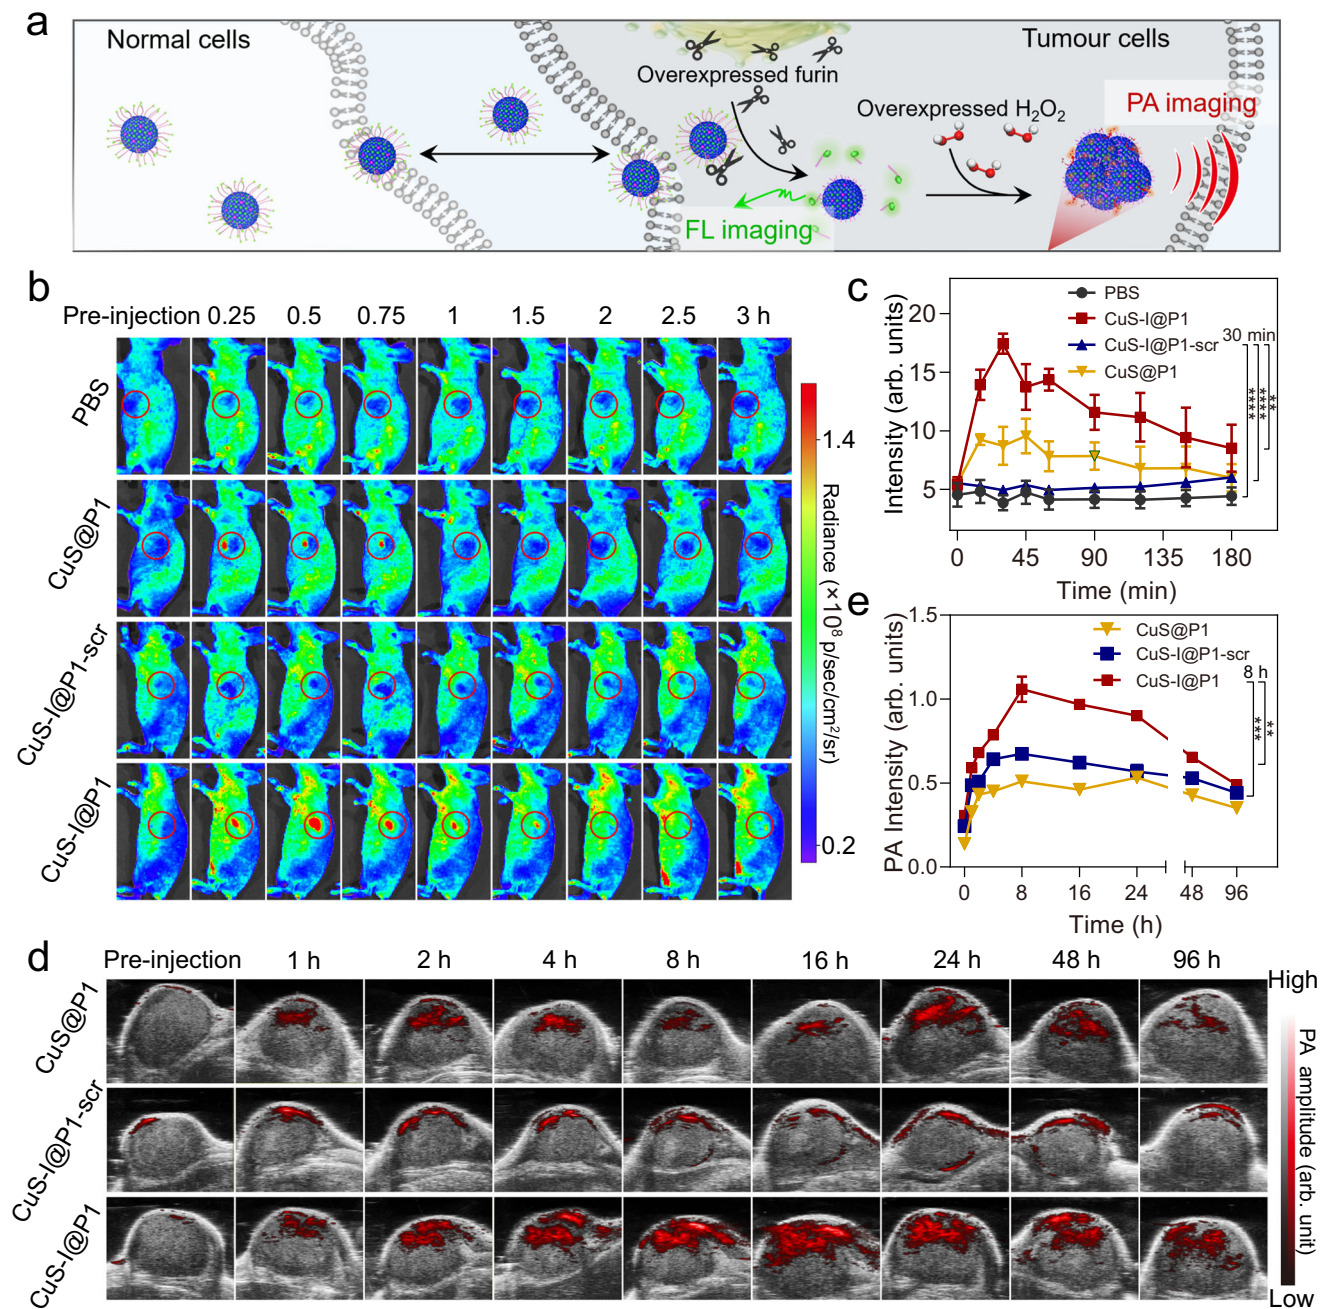 a
Normal cells
Tumour cells
Overexpressed furin
Overexpressed H₂O₂
PA imaging
FL imaging
b
Pre-injection 0.25 0.5 0.75 1 1.5 2 2.5 3 h
PBS
CuS@P1
CuS-I@P1-scr
CuS-I@P1
1.4
Radiance (×10⁸ p/sec/cm²/sr)
0.2
c
Intensity (arb. units)
20
15
10
5
PBS
CuS-I@P1
CuS-I@P1-scr
CuS@P1
30 min
****
****
**
0 45 90 135 180
Time (min)
e
PA Intensity (arb. units)
1.5
1.0
0.5
0.0
CuS@P1
CuS-I@P1-scr
CuS-I@P1
8 h
***
**
0 8 16 24 48 96
Time (h)
d
Pre-injection 1 h 2 h 4 h 8 h 16 h 24 h 48 h 96 h
CuS@P1
CuS-I@P1-scr
CuS-I@P1
High
PA amplitude (arb. unit)
Low